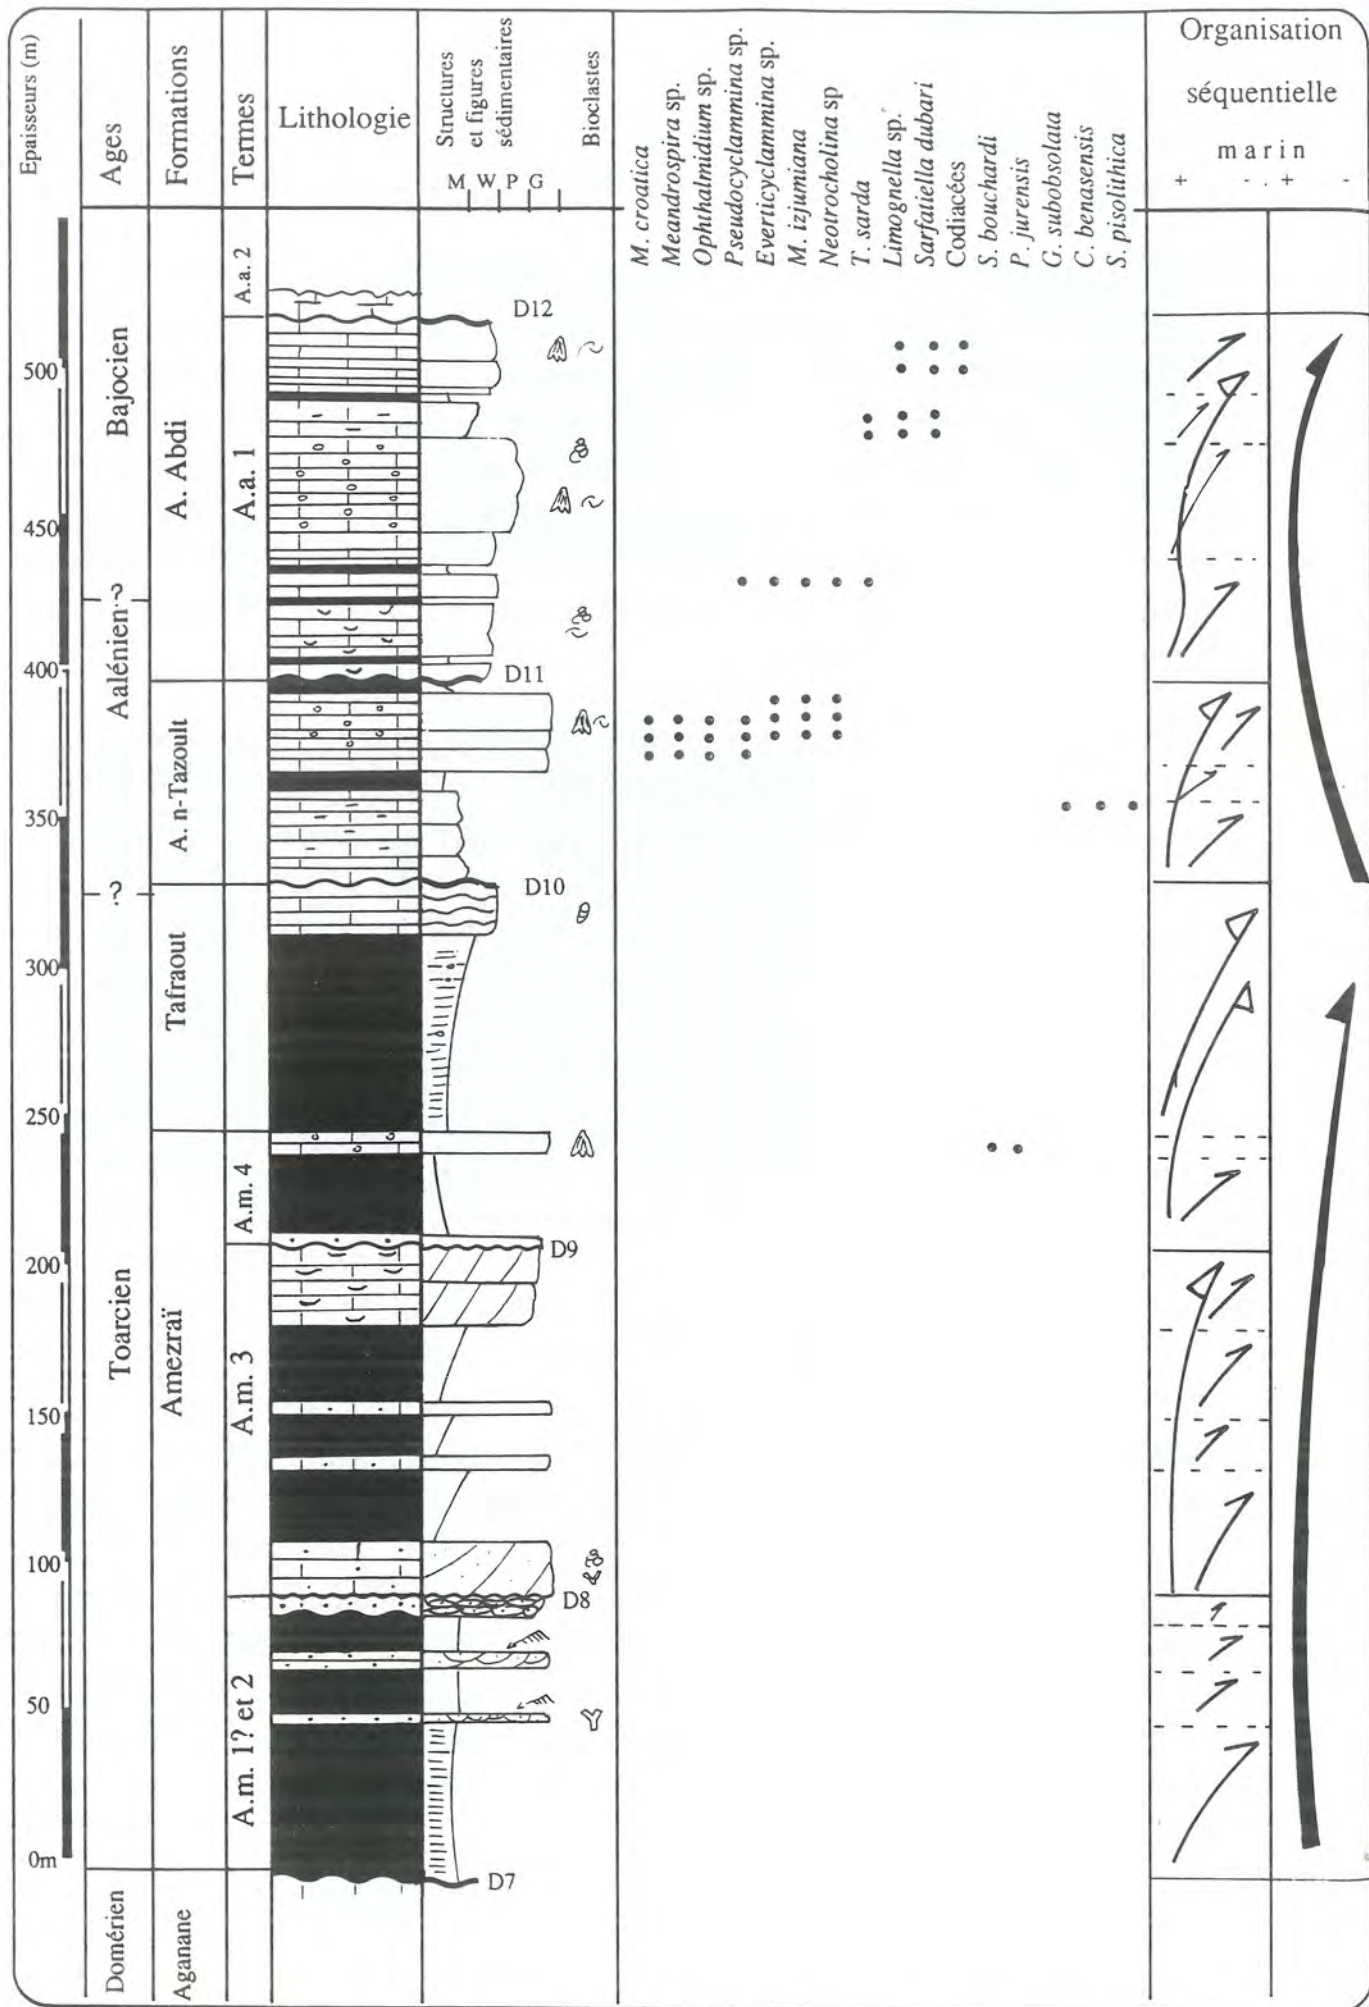 Epaisseurs (m)
Ages
Formations
Termes
Lithologie
Structures
et figures
sédimentaires
M W P G
Bioclastes
M. croatica
Meandrospira sp.
Ophthalmidium sp.
Pseudocyclammina sp.
Everticyclammina sp.
M. izjumiana
Neotrocholina sp
T. sarda
Limognella sp.
Sarfatiella dubari
Codiacées
S. bouchardi
P. jurensis
G. subobsolata
C. benasensis
S. pisolithica
Organisation
séquentielle
marin
+ - + -
500
450
400
350
300
250
200
150
100
50
0m
Bajocien
?
Aalénien
?
Toarcien
Domérien
A. Abdi
A. n-Tazoult
Tafraout
Amezraï
Aganane
A.a. 2
A.a. 1
A.m. 4
A.m. 3
A.m. 1? et 2
D12
D11
D10
D9
D8
D7